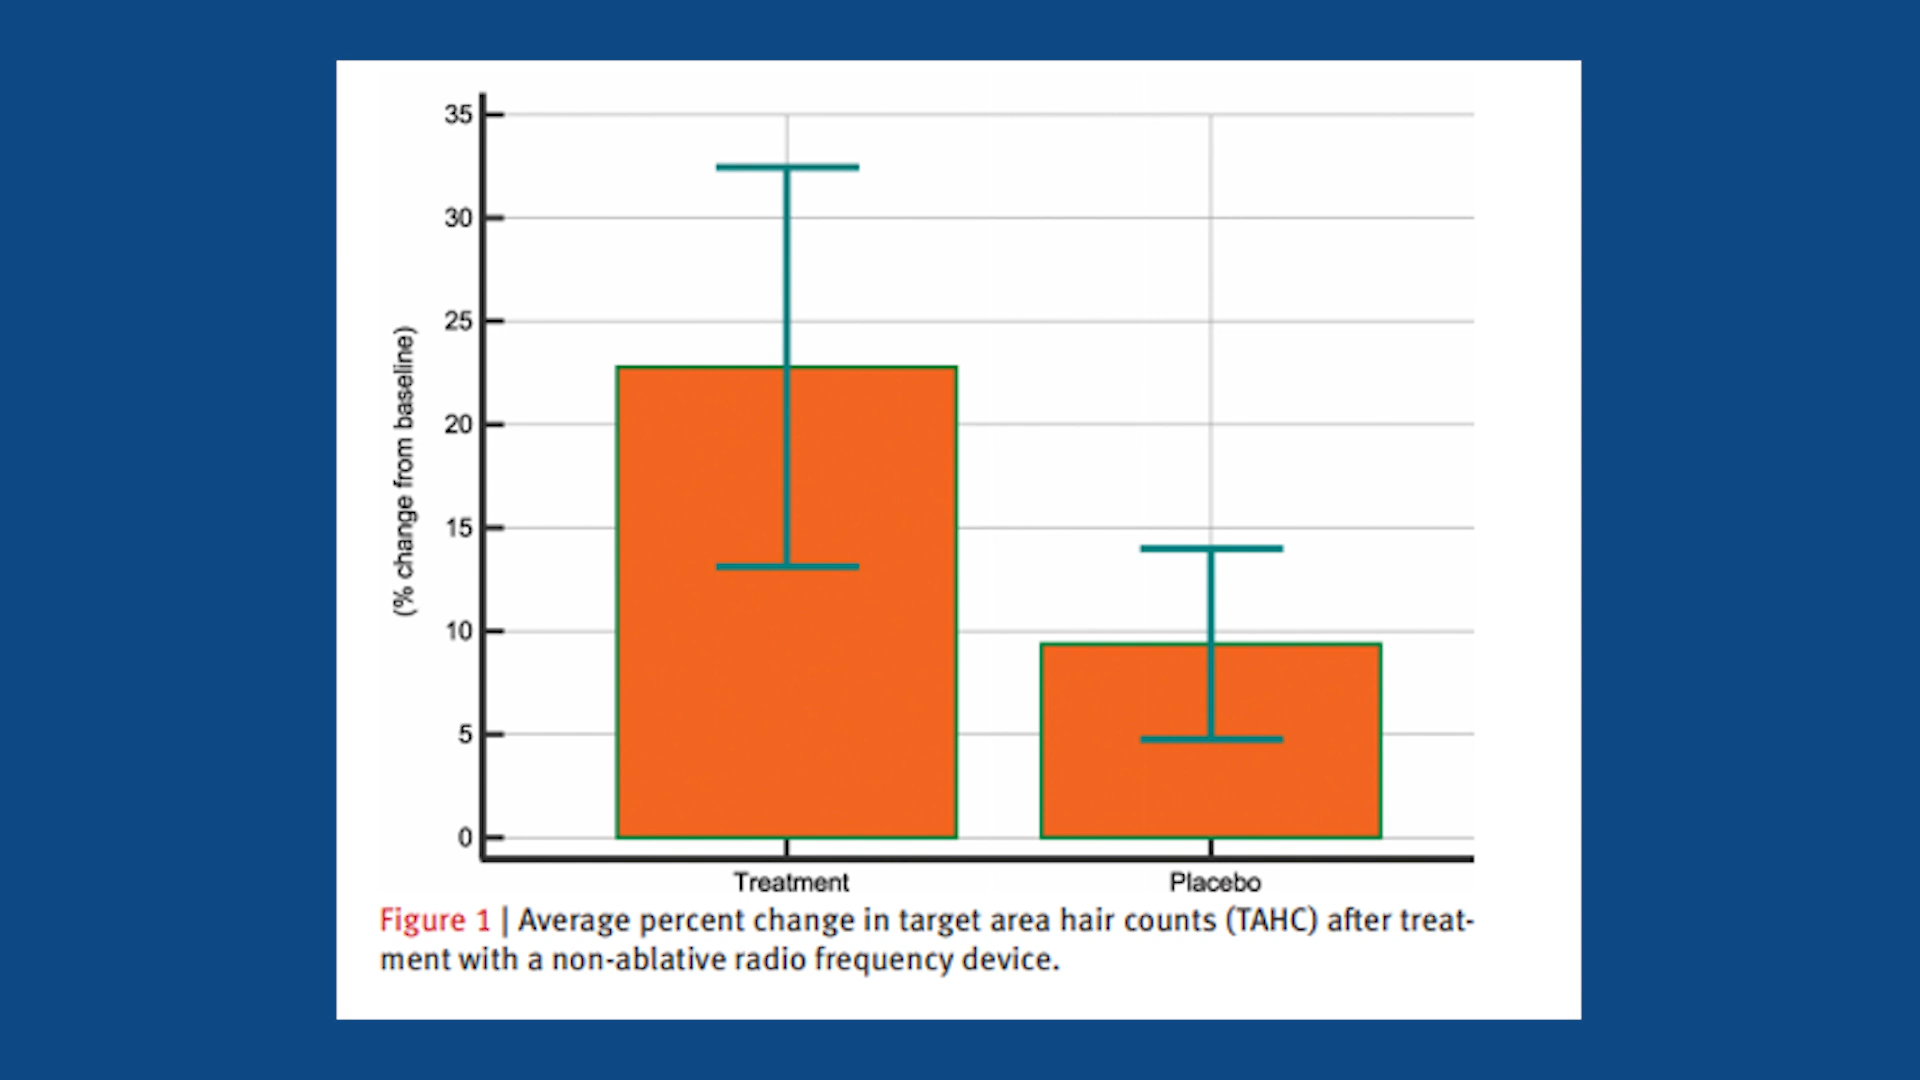 35
30
25
20
15
10
5
0
(% change from baseline)
Treatment Placebo
Figure 1 | Average percent change in target area hair counts (TAHC) after treat-
ment with a non-ablative radio frequency device.